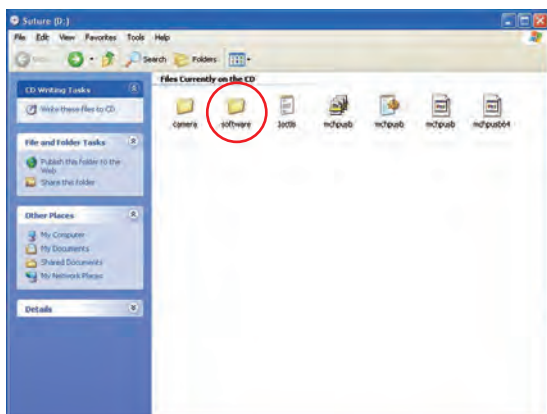 Suture (D:)
File Edit View Favorites Tools Help
Search Folders
Files Currently on the CD
CD Writing Tasks
Write these files to CD
File and Folder Tasks
Publish this folder to the
Web
Share this folder
Other Places
My Computer
My Documents
Shared Documents
My Network Places
Details
camera software mchpusb mchpusb mchpusb mchpusb64